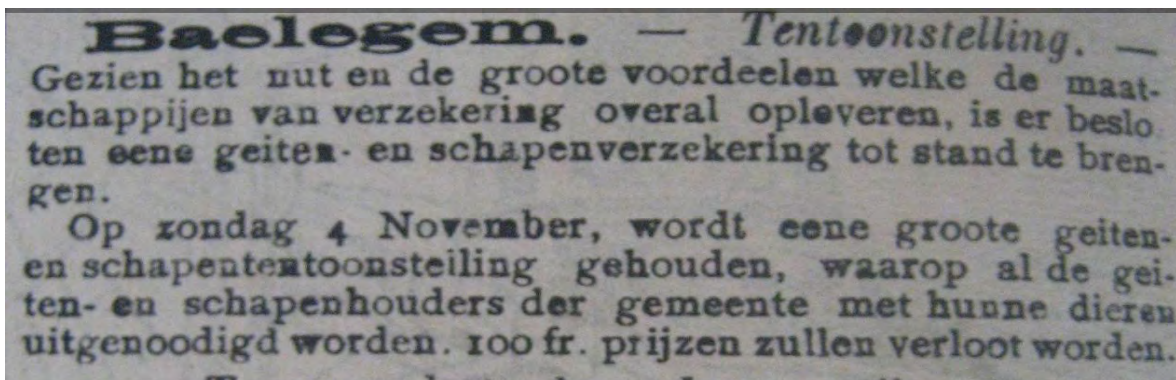 Baelegem. — Tentoonstelling. —
Gezien het nut en de groote voordeelen welke de maat-
schappijen van verzekering overal opleveren, is er beslo
ten eene geiten- en schapenverzekering tot stand te bren-
gen.
Op zondag 4 November, wordt eene groote geiten-
en schapententoonsteiling gehouden, waarop al de gei
ten- en schapenhouders der gemeente met hunne dieren
uitgenoodigd worden. 100 fr. prijzen zullen verloot worden.